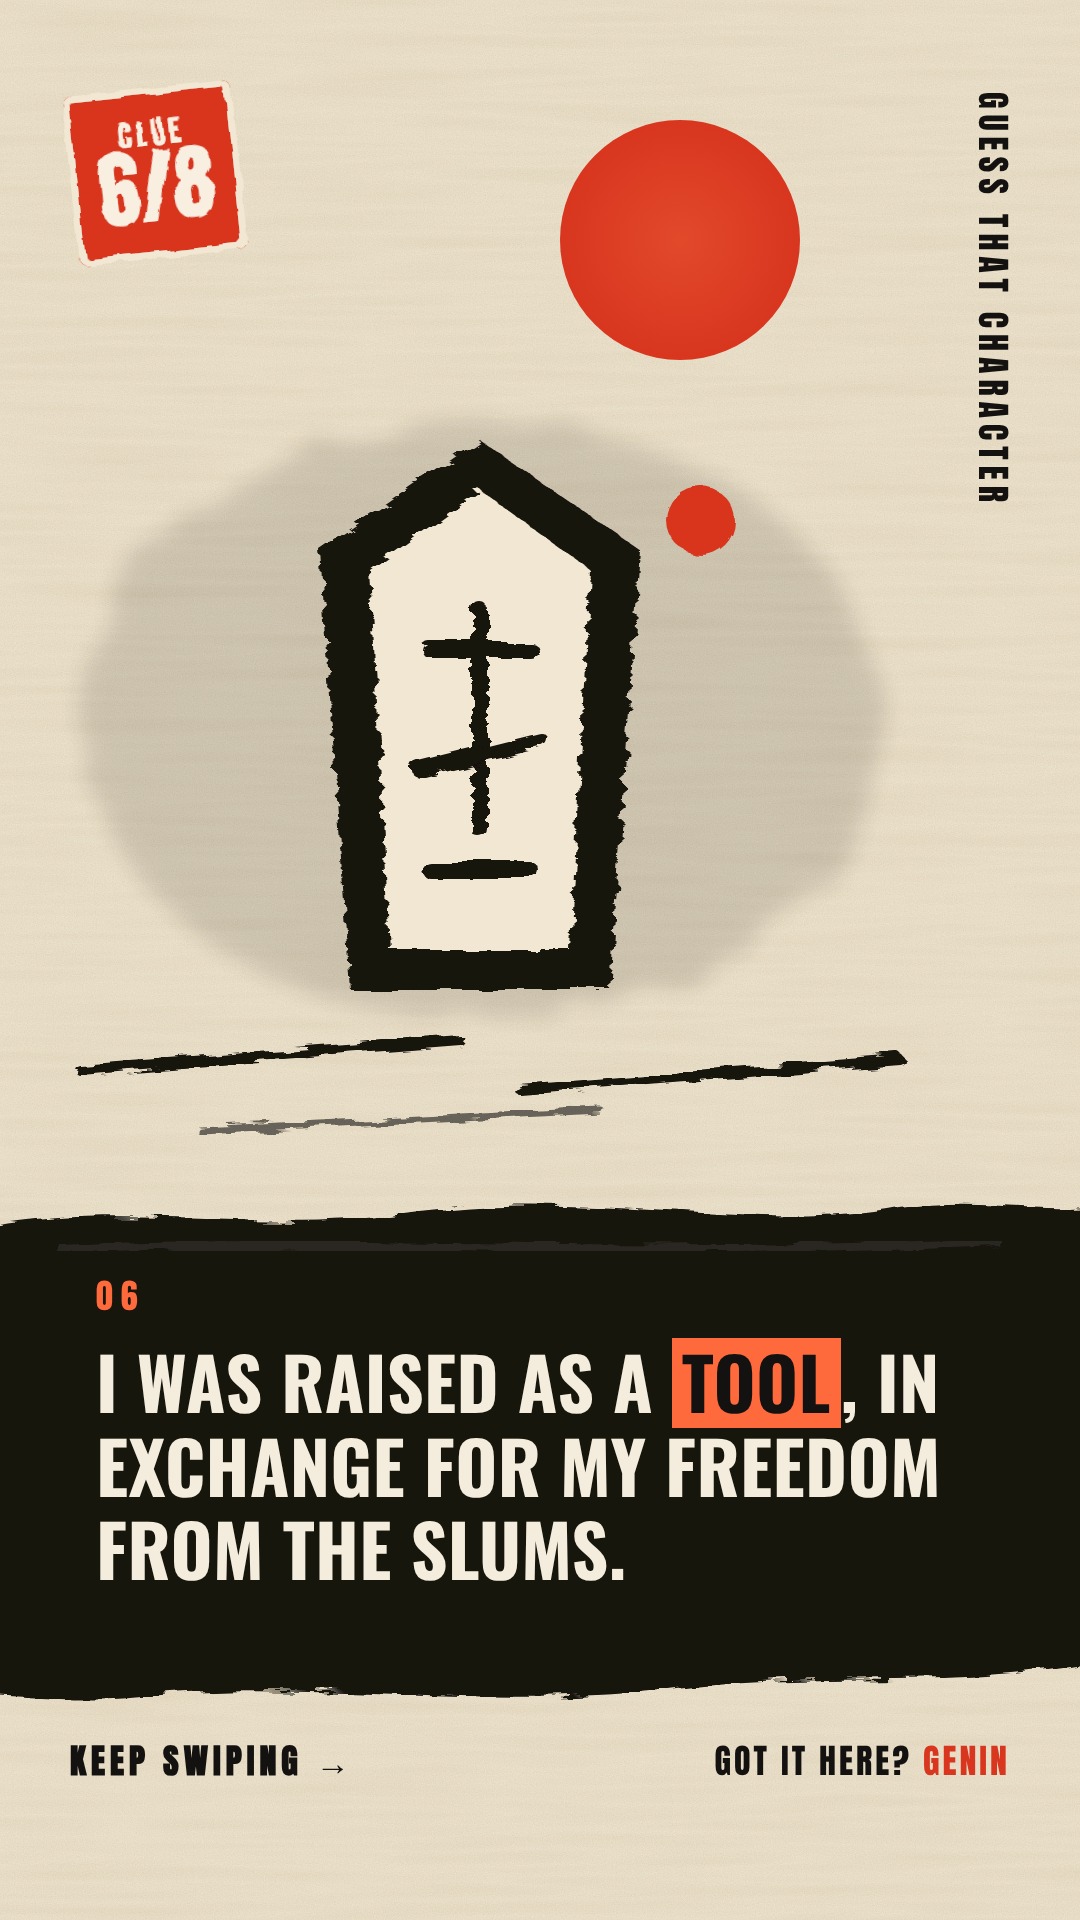 CLUE
6/8
GUESS THAT CHARACTER
06
I WAS RAISED AS A TOOL, IN
EXCHANGE FOR MY FREEDOM
FROM THE SLUMS.
KEEP SWIPING →
GOT IT HERE? GENIN